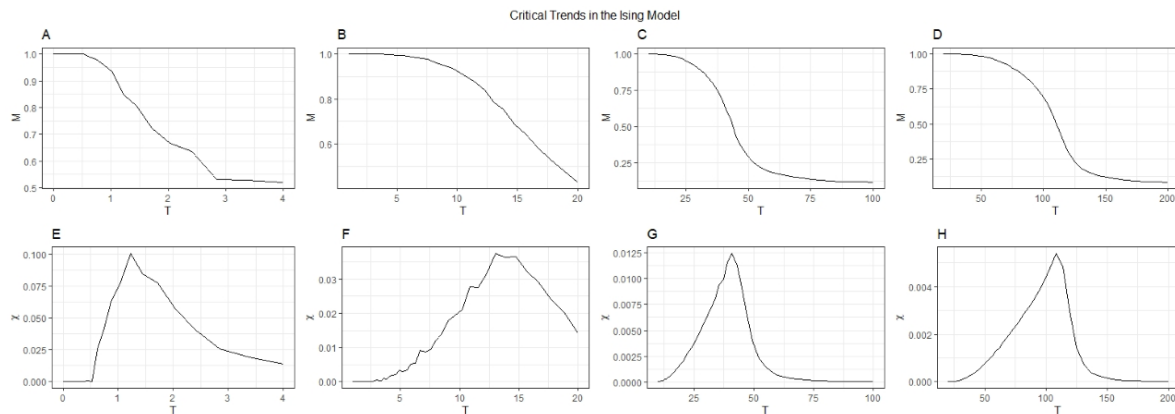 Critical Trends in the Ising Model
A
B
C
D
1.0
0.9
0.8
0.7
0.6
0.5
M
0 1 2 3 4
T
1.0
0.8
0.6
M
5 10 15 20
T
1.00
0.75
0.50
0.25
M
25 50 75 100
T
1.00
0.75
0.50
0.25
M
50 100 150 200
T
E
F
G
H
0.100
0.075
0.050
0.025
0.000
χ
0 1 2 3 4
T
0.03
0.02
0.01
0.00
χ
5 10 15 20
T
0.0125
0.0100
0.0075
0.0050
0.0025
0.0000
χ
25 50 75 100
T
0.004
0.002
0.000
χ
50 100 150 200
T